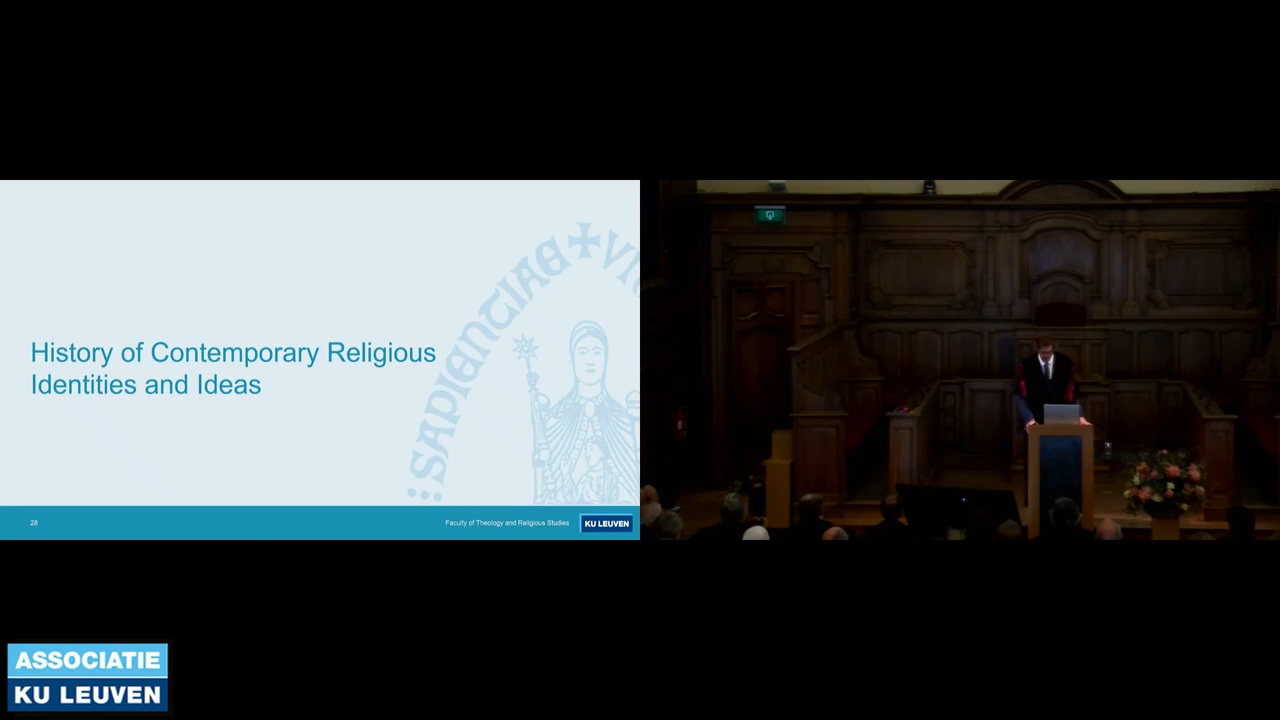 SAPIENTIAE
History of Contemporary Religious
Identities and Ideas
28
Faculty of Theology and Religious Studies
KU LEUVEN
ASSOCIATIE
KU LEUVEN